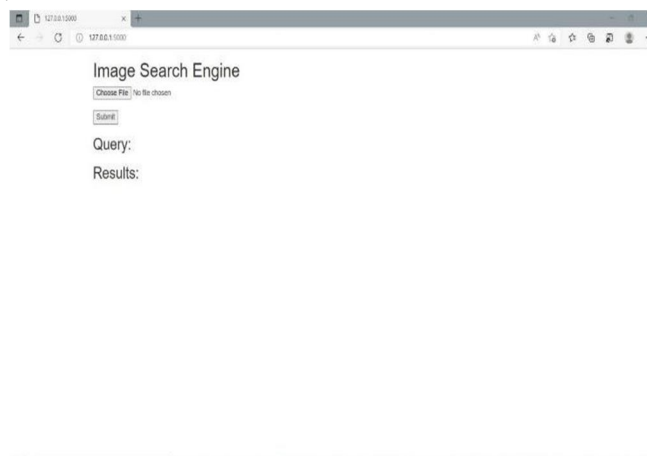 127.0.0.1:5000
127.0.0.1:5000
Image Search Engine
Choose File No file chosen
Submit
Query:
Results: